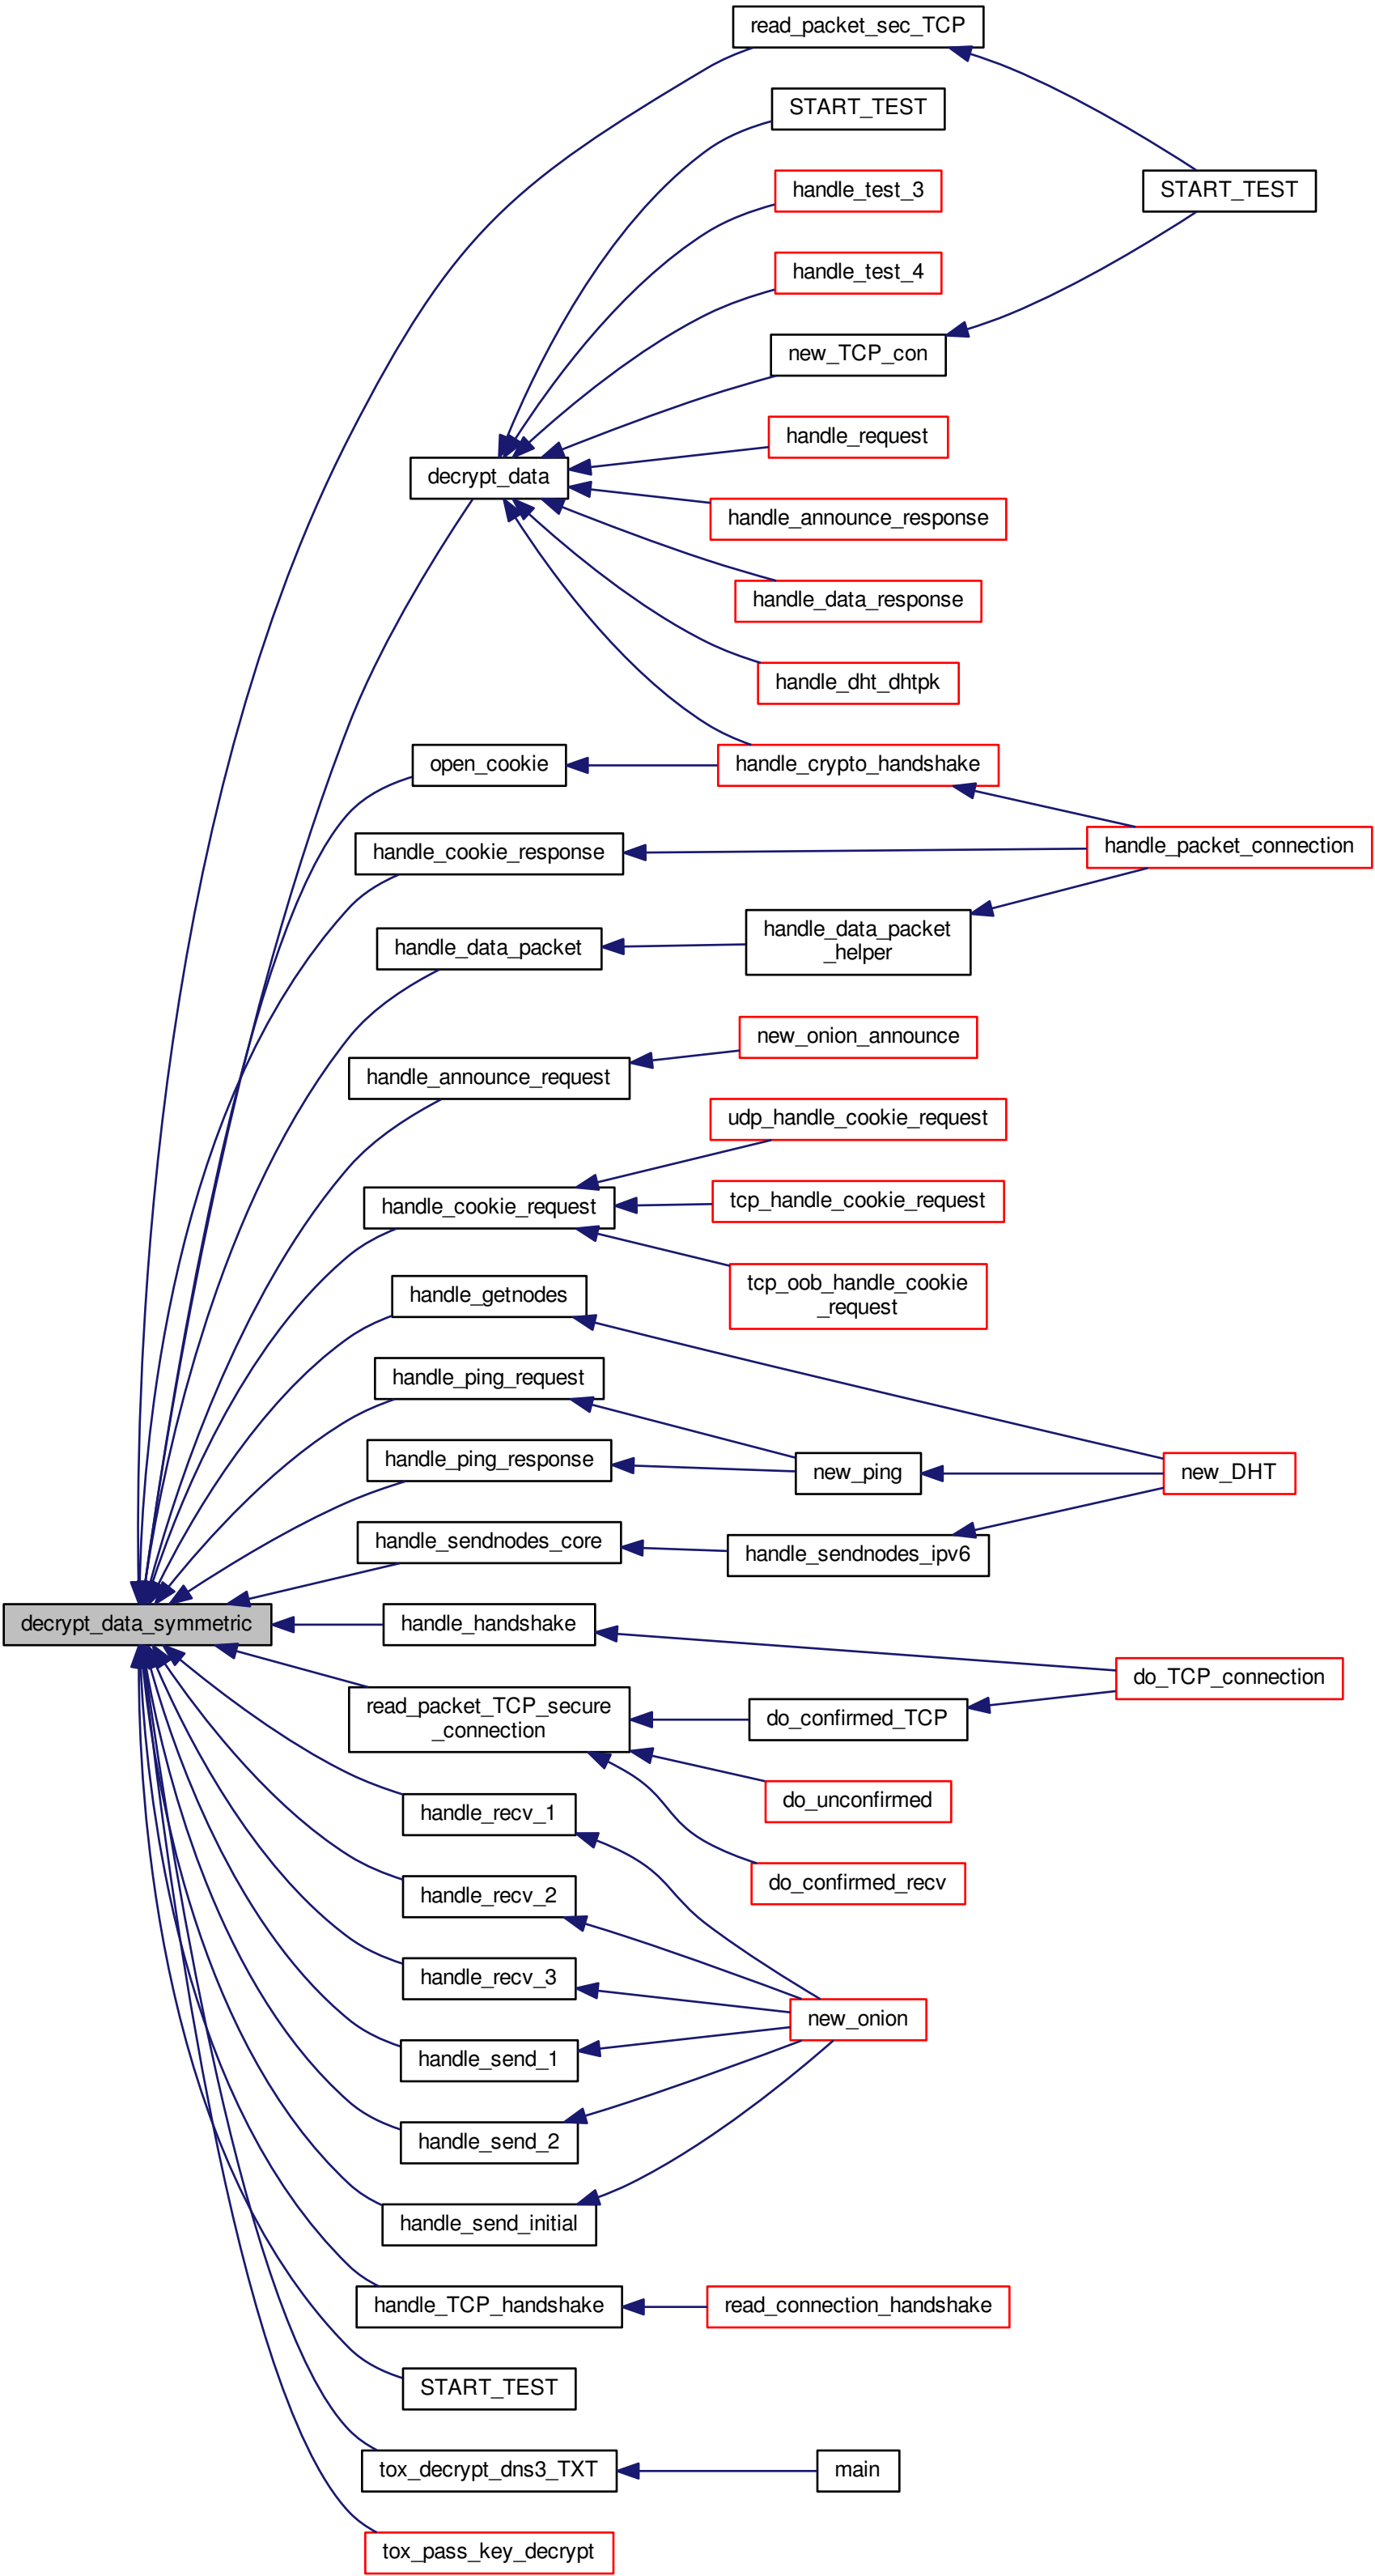 read_packet_sec_TCP
START_TEST
handle_test_3
START_TEST
handle_test_4
new_TCP_con
handle_request
decrypt_data
handle_announce_response
handle_data_response
handle_dht_dhtpk
open_cookie
handle_crypto_handshake
handle_cookie_response
handle_packet_connection
handle_data_packet
handle_data_packet
_helper
new_onion_announce
handle_announce_request
udp_handle_cookie_request
handle_cookie_request
tcp_handle_cookie_request
tcp_oob_handle_cookie
_request
handle_getnodes
handle_ping_request
handle_ping_response
new_ping
new_DHT
handle_sendnodes_core
handle_sendnodes_ipv6
decrypt_data_symmetric
handle_handshake
do_TCP_connection
read_packet_TCP_secure
_connection
do_confirmed_TCP
do_unconfirmed
handle_recv_1
do_confirmed_recv
handle_recv_2
handle_recv_3
new_onion
handle_send_1
handle_send_2
handle_send_initial
handle_TCP_handshake
read_connection_handshake
START_TEST
tox_decrypt_dns3_TXT
main
tox_pass_key_decrypt